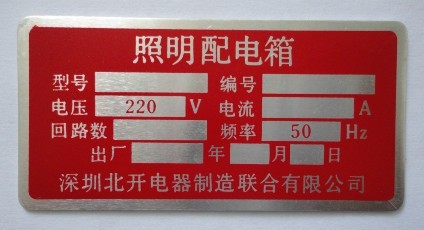 照明配电箱
型号 编号
电压 220 V 电流 A
回路数 频率 50 Hz
出厂 年 月 日
深圳北开电器制造联合有限公司